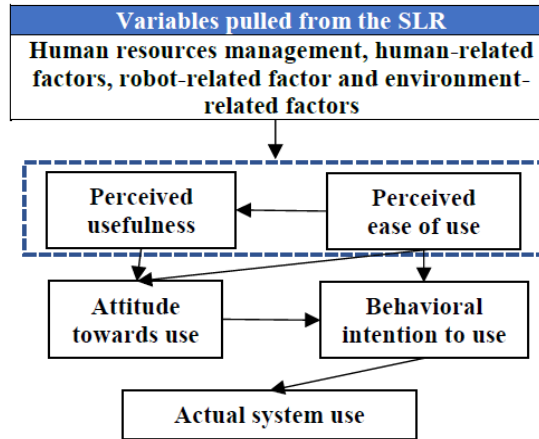 Variables pulled from the SLR
Human resources management, human-related
factors, robot-related factor and environment-
related factors
Perceived
usefulness
Perceived
ease of use
Attitude
towards use
Behavioral
intention to use
Actual system use